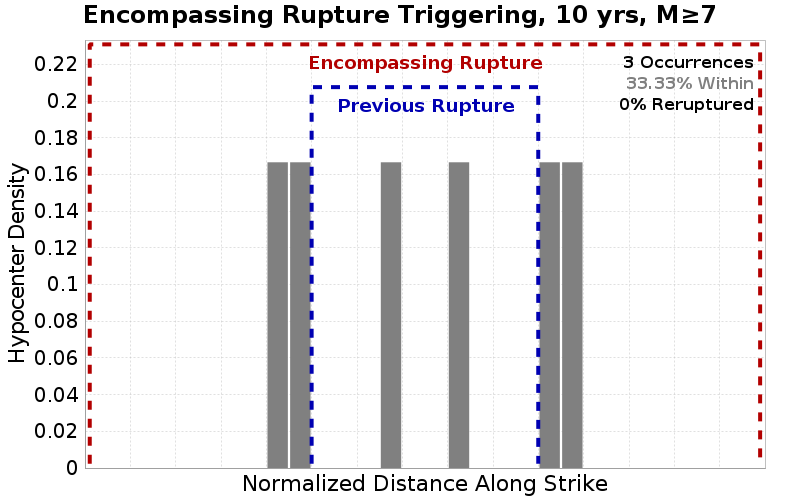 Encompassing Rupture Triggering, 10 yrs, M≥7
Encompassing Rupture
Previous Rupture
3 Occurrences
33.33% Within
0% Reruptured
Hypocenter Density
0.22
0.2
0.18
0.16
0.14
0.12
0.1
0.08
0.06
0.04
0.02
0
Normalized Distance Along Strike